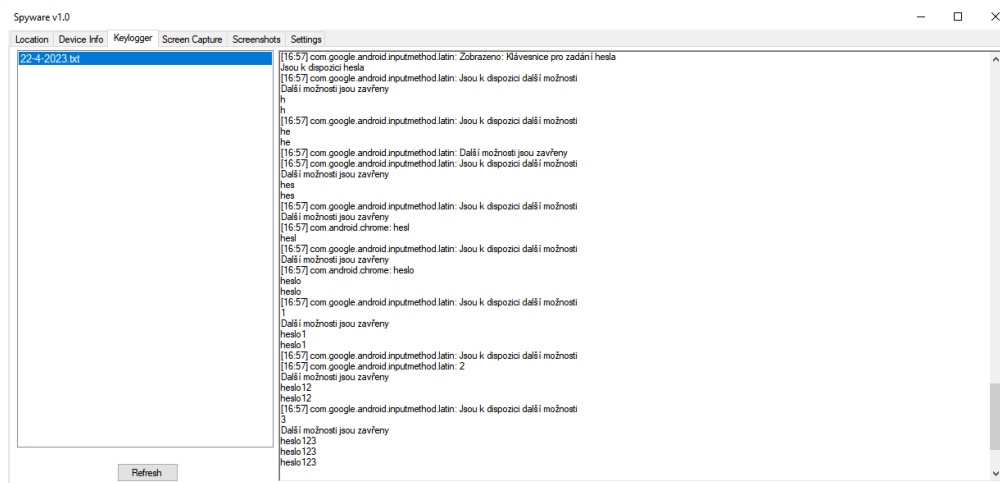 Spyware v1.0
Location Device Info Keylogger Screen Capture Screenshots Settings
22-4-2023.txt
[16:57] com.google.android.inputmethod.latin: Zobrazeno: Klávesnice pro zadání hesla
Jsou k dispozici hesla
[16:57] com.google.android.inputmethod.latin: Jsou k dispozici další možnosti
Další možnosti jsou zavřeny
h
h
[16:57] com.google.android.inputmethod.latin: Jsou k dispozici další možnosti
he
he
[16:57] com.google.android.inputmethod.latin: Další možnosti jsou zavřeny
[16:57] com.google.android.inputmethod.latin: Jsou k dispozici další možnosti
Další možnosti jsou zavřeny
hes
hes
[16:57] com.google.android.inputmethod.latin: Jsou k dispozici další možnosti
Další možnosti jsou zavřeny
[16:57] com.android.chrome: hesl
hesl
[16:57] com.google.android.inputmethod.latin: Jsou k dispozici další možnosti
Další možnosti jsou zavřeny
[16:57] com.android.chrome: heslo
heslo
heslo
[16:57] com.google.android.inputmethod.latin: Jsou k dispozici další možnosti
1
Další možnosti jsou zavřeny
heslo1
heslo1
[16:57] com.google.android.inputmethod.latin: Jsou k dispozici další možnosti
[16:57] com.google.android.inputmethod.latin: 2
Další možnosti jsou zavřeny
heslo12
heslo12
[16:57] com.google.android.inputmethod.latin: Jsou k dispozici další možnosti
3
Další možnosti jsou zavřeny
heslo123
heslo123
heslo123
Refresh